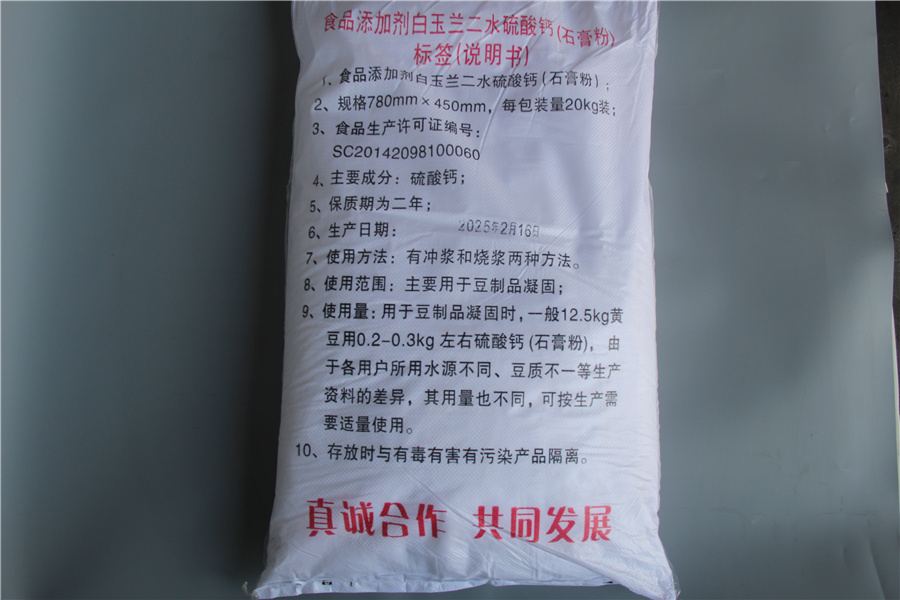 食品添加剂白玉兰二水硫酸钙(石膏粉)
标签(说明书)
1、食品添加剂白玉兰二水硫酸钙(石膏粉);
2、规格780mm×450mm，每包装量20kg装;
3、食品生产许可证编号:
SC20142098100060
4、主要成分: 硫酸钙;
5、保质期为二年;
6、生产日期: 2025年2月16日
7、使用方法: 有冲浆和烧浆两种方法。
8、使用范围: 主要用于豆制品凝固;
9、使用量: 用于豆制品凝固时, 一般12.5kg黄
豆用0.2-0.3kg 左右硫酸钙(石膏粉)，由
于各用户所用水源不同、豆质不一等生产
资料的差异，其用量也不同，可按生产需
要适量使用。
10、存放时与有毒有害有污染产品隔离。
真诚合作 共同发展